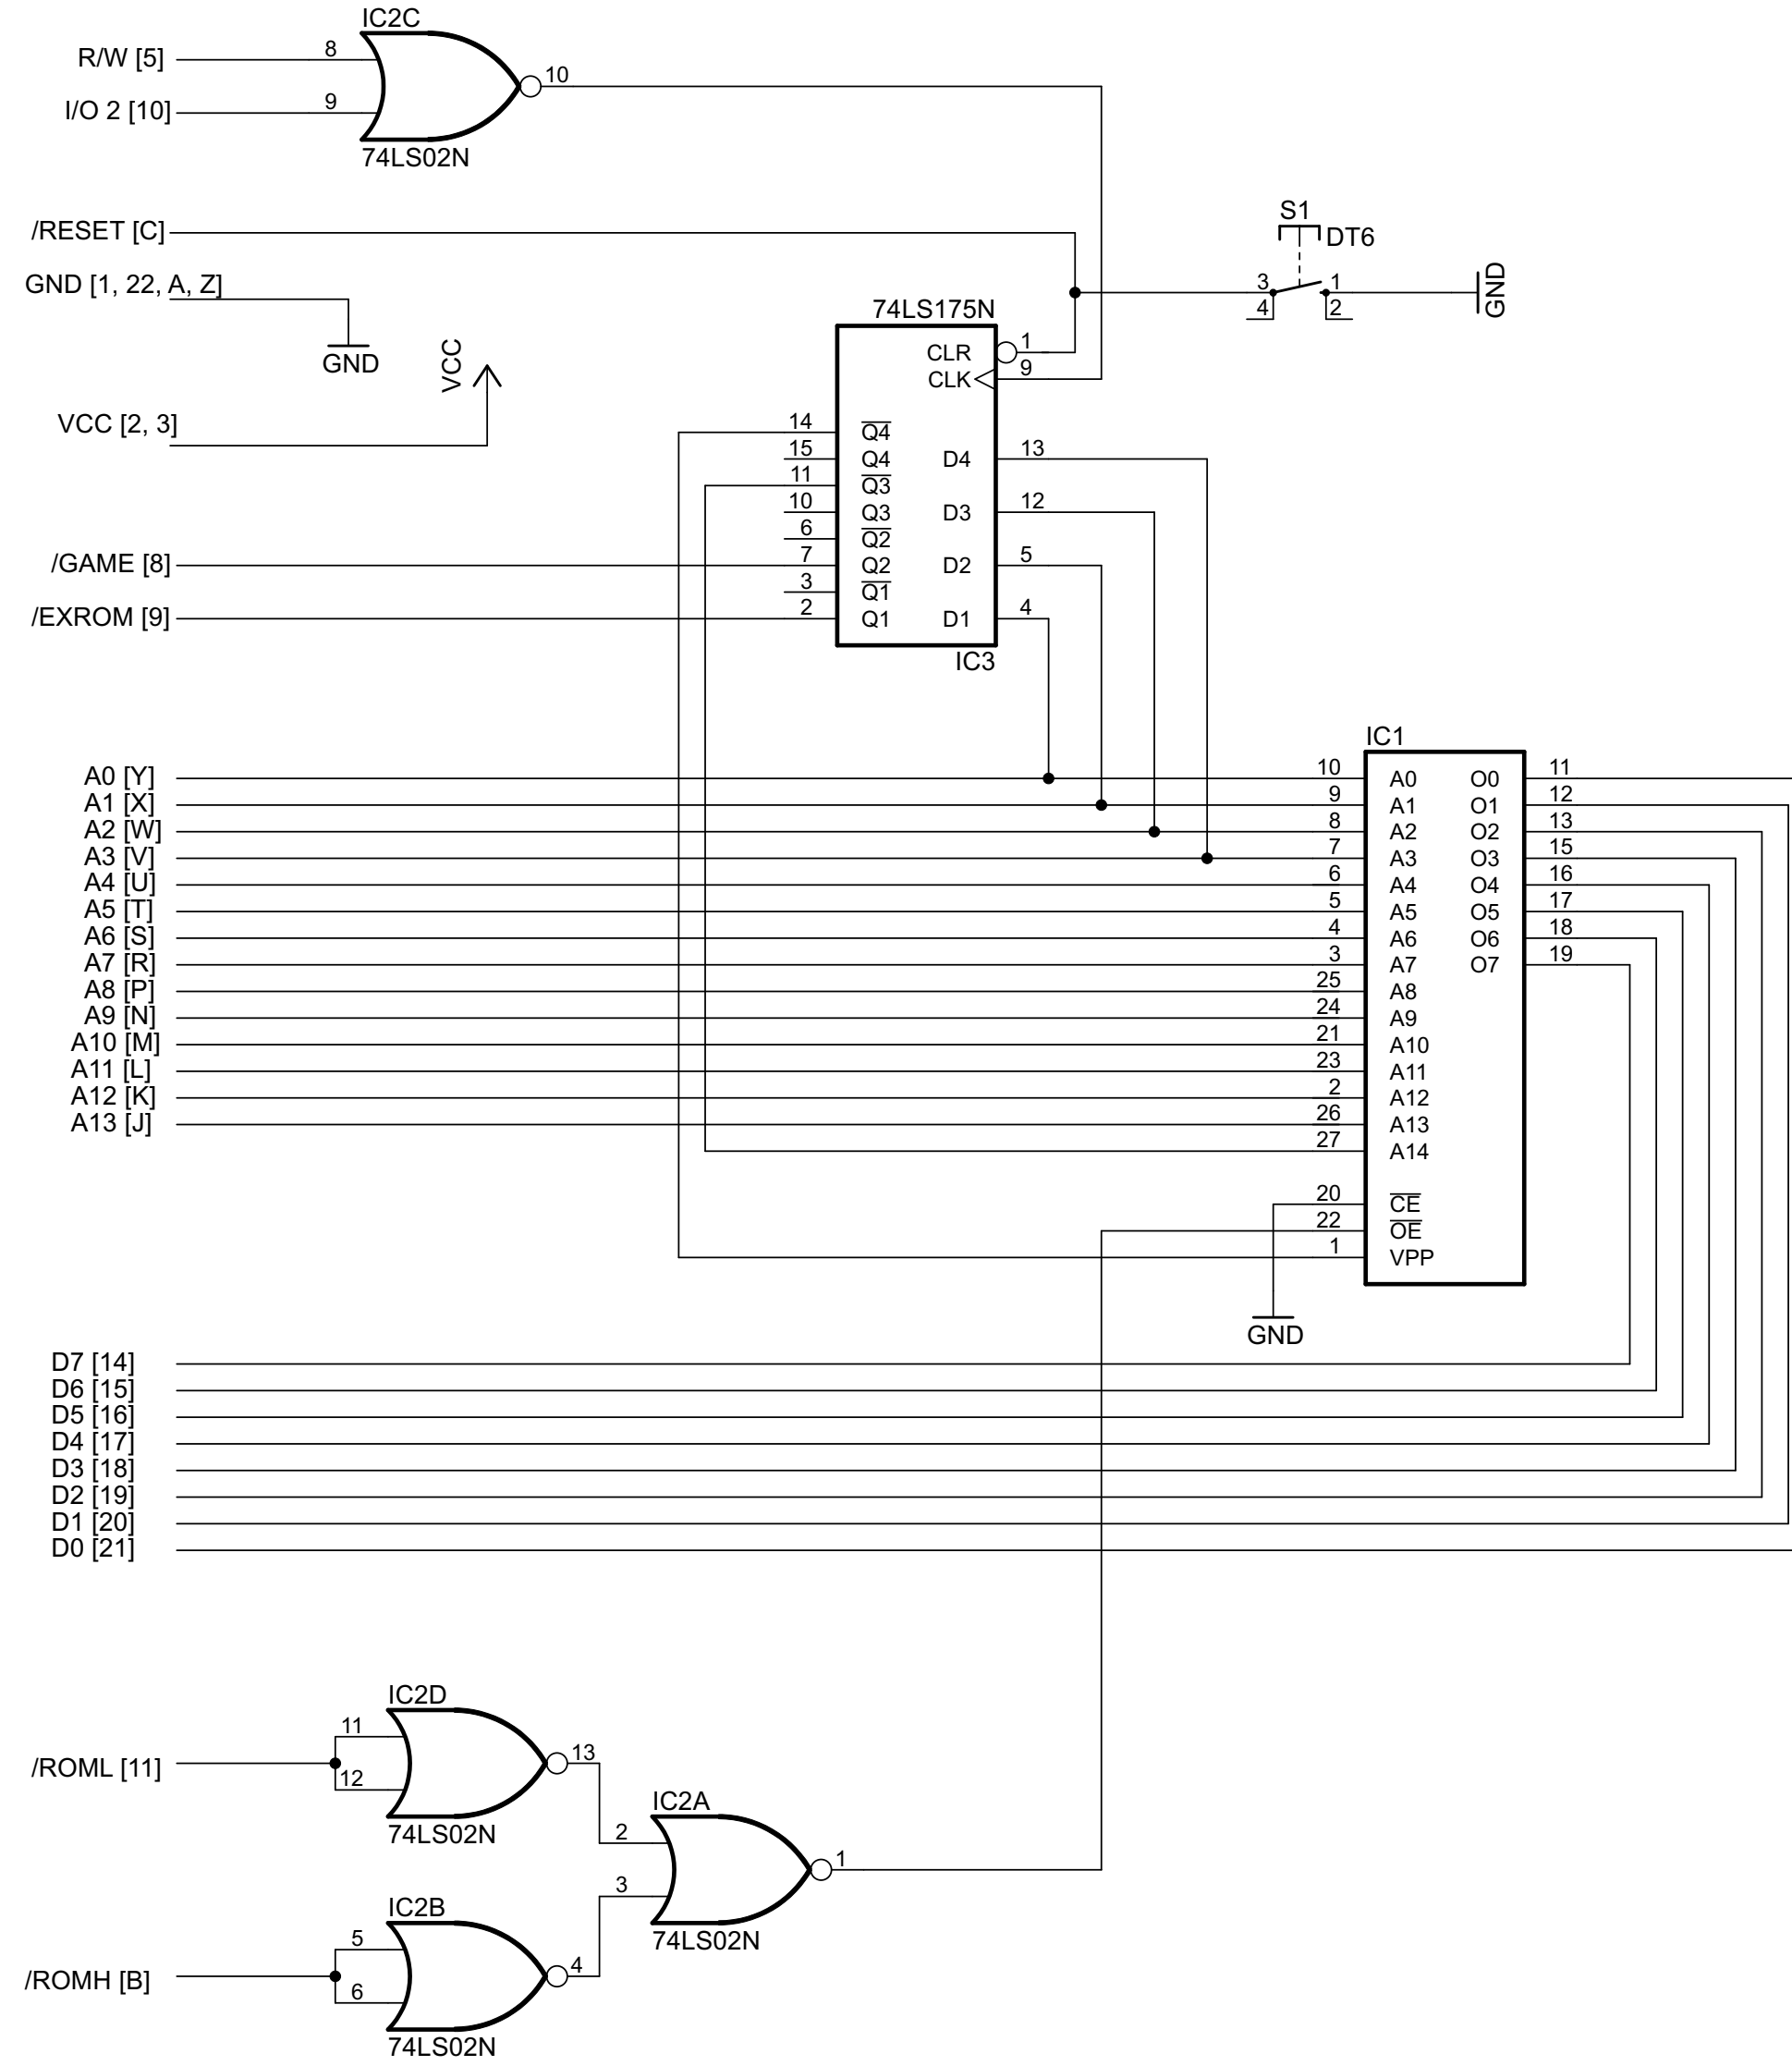 IC2C
R/W [5]
8
10
I/O 2 [10]
9
74LS02N
/RESET [C]
S1
DT6
GND [1, 22, A, Z]
3
1
4
2
GND
GND
VCC
VCC [2, 3]
74LS175N
CLR
1
CLK
9
14
Q4
15
Q4
D4
13
11
Q3
10
Q3
D3
12
6
Q2
/GAME [8]
7
Q2
D2
5
3
Q1
/EXROM [9]
2
Q1
D1
4
IC3
IC1
A0 [Y]
10
A0
O0
11
A1 [X]
9
A1
O1
12
A2 [W]
8
A2
O2
13
A3 [V]
7
A3
O3
15
A4 [U]
6
A4
O4
16
A5 [T]
5
A5
O5
17
A6 [S]
4
A6
O6
18
A7 [R]
3
A7
O7
19
A8 [P]
25
A8
A9 [N]
24
A9
A10 [M]
21
A10
A11 [L]
23
A11
A12 [K]
2
A12
A13 [J]
26
A13
27
A14
20
CE
22
OE
1
VPP
GND
D7 [14]
D6 [15]
D5 [16]
D4 [17]
D3 [18]
D2 [19]
D1 [20]
D0 [21]
IC2D
11
/ROML [11]
12
13
74LS02N
IC2A
2
1
3
74LS02N
IC2B
5
/ROMH [B]
6
4
74LS02N